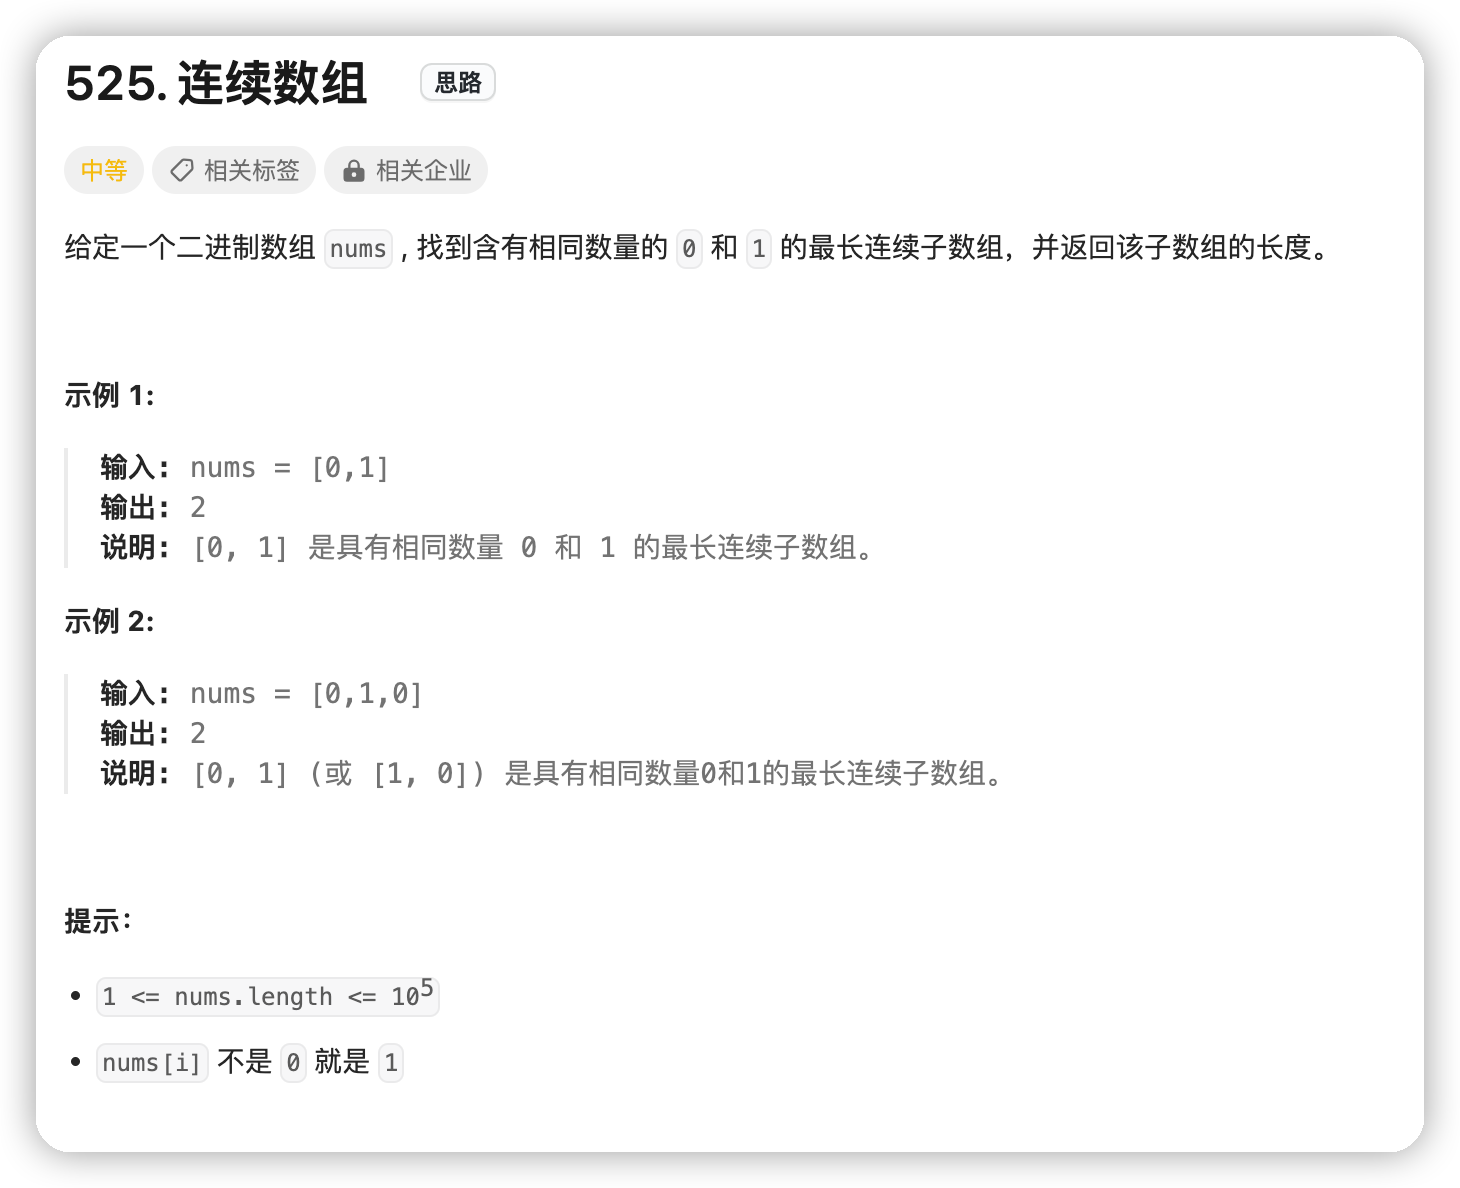 525. 连续数组 思路
中等 相关标签 相关企业
给定一个二进制数组 nums , 找到含有相同数量的 0 和 1 的最长连续子数组，并返回该子数组的长度。
示例 1:
输入: nums = [0,1]
输出: 2
说明: [0, 1] 是具有相同数量 0 和 1 的最长连续子数组。
示例 2:
输入: nums = [0,1,0]
输出: 2
说明: [0, 1] (或 [1, 0]) 是具有相同数量0和1的最长连续子数组。
提示：
• 1 <= nums.length <= 10⁵
• nums[i] 不是 0 就是 1